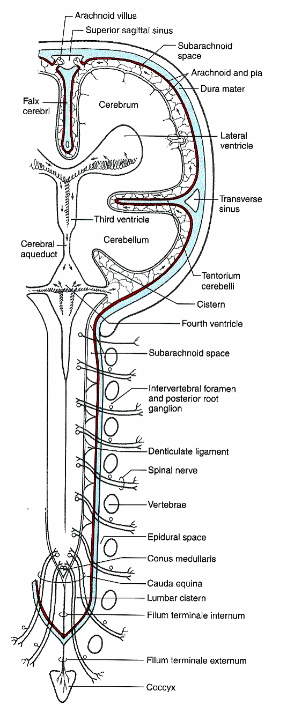 Arachnoid villus
Superior sagittal sinus
Subarachnoid
space
Arachnoid and pia
Dura mater
Falx
cerebri
Cerebrum
Lateral
ventricle
Transverse
sinus
Third ventricle
Cerebral
aqueduct
Cerebellum
Tentorium
cerebelli
Cistern
Fourth ventricle
Subarachnoid space
Intervertebral foramen
and posterior root
ganglion
Denticulate ligament
Spinal nerve
Vertebrae
Epidural space
Conus medullaris
Cauda equina
Lumbar cistern
Filum terminale internum
Filum terminale externum
Coccyx